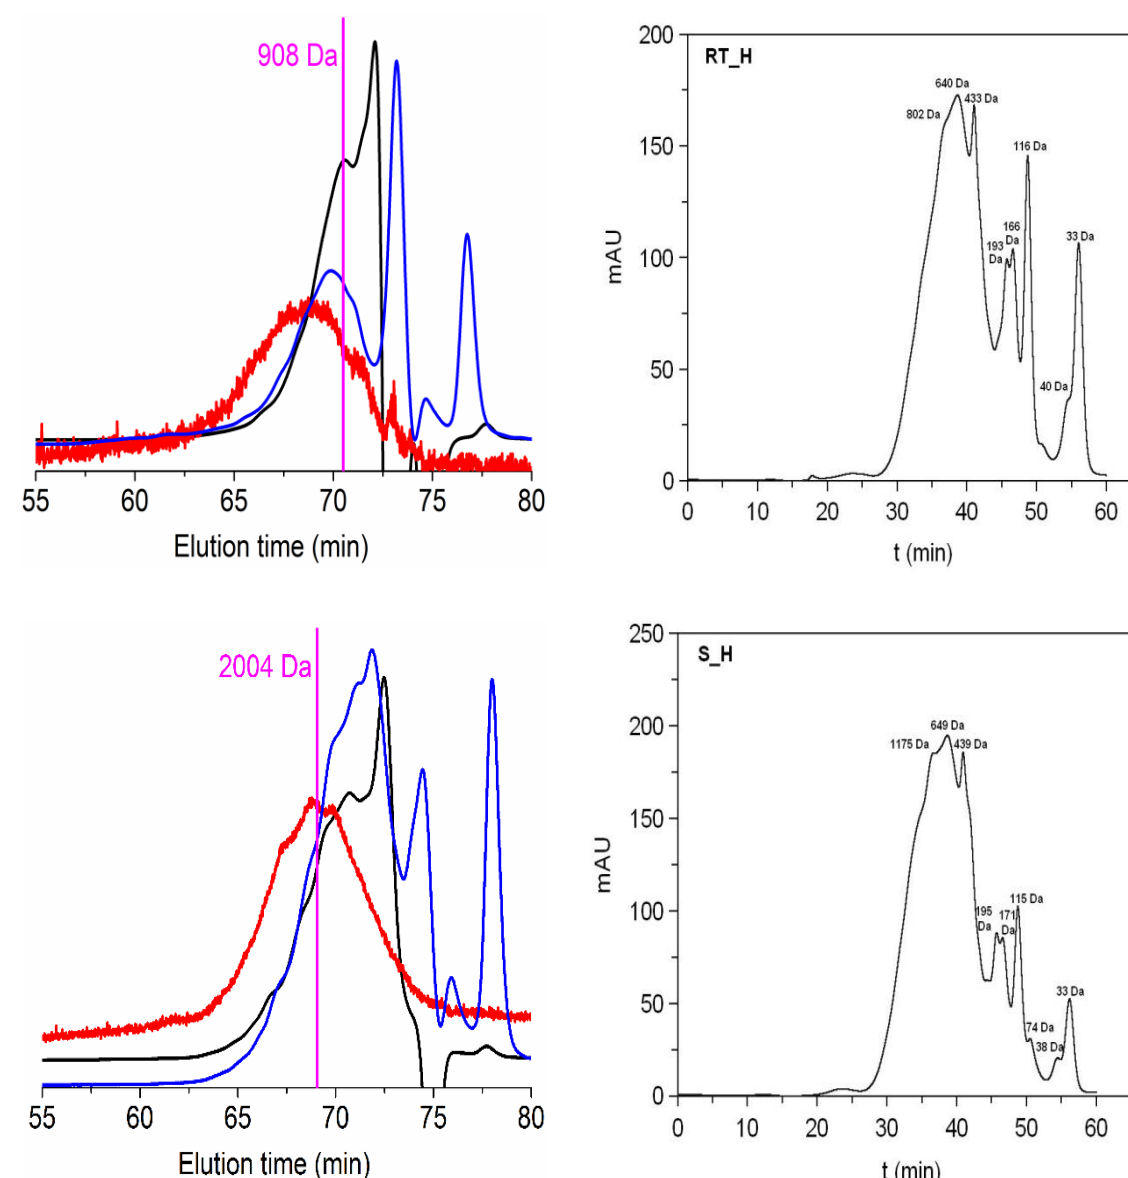 908 Da
55 60 65 70 75 80
Elution time (min)
RT_H
200
150
100
50
0
mAU
802 Da
640 Da
433 Da
193
Da
166
Da
116 Da
40 Da
33 Da
0 10 20 30 40 50 60
t (min)
2004 Da
55 60 65 70 75 80
Elution time (min)
S_H
250
200
150
100
50
0
mAU
1175 Da
649 Da
439 Da
195
Da
171
Da
115 Da
74 Da
38 Da
33 Da
0 10 20 30 40 50 60
t (min)